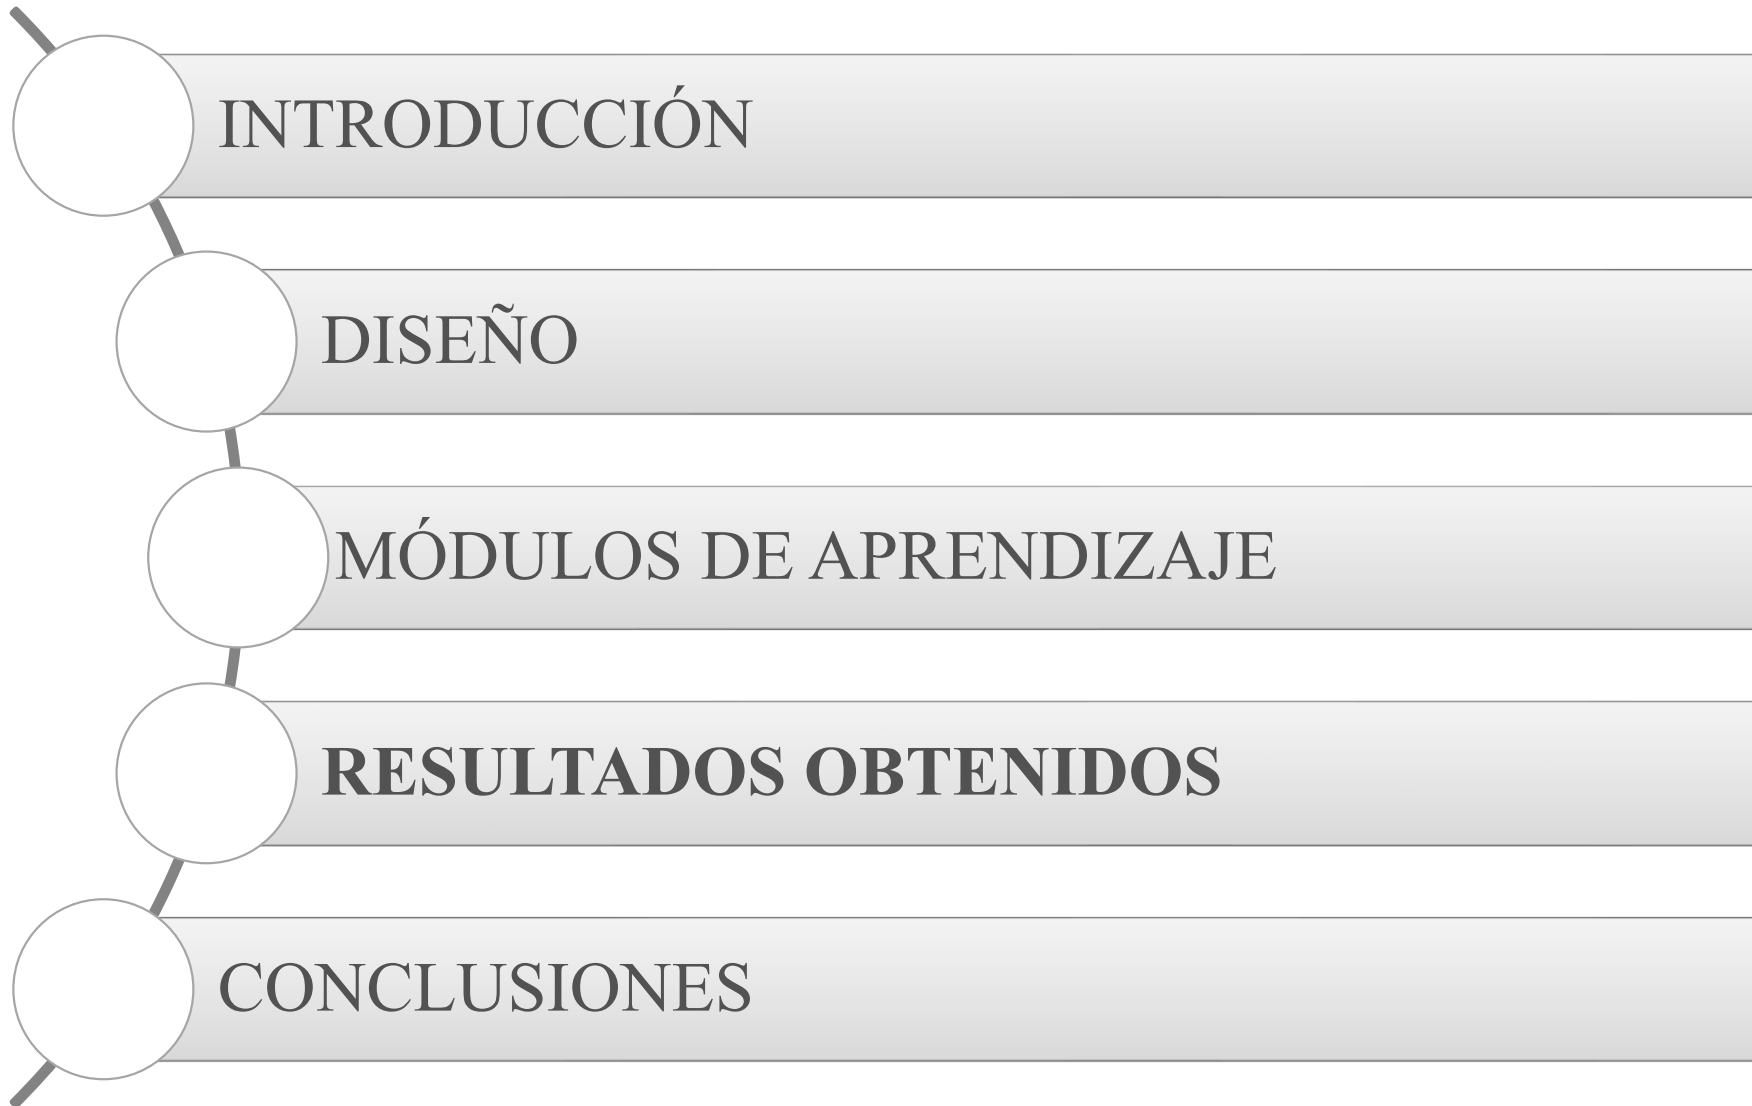 INTRODUCCIÓN
DISEÑO
MÓDULOS DE APRENDIZAJE
RESULTADOS OBTENIDOS
CONCLUSIONES